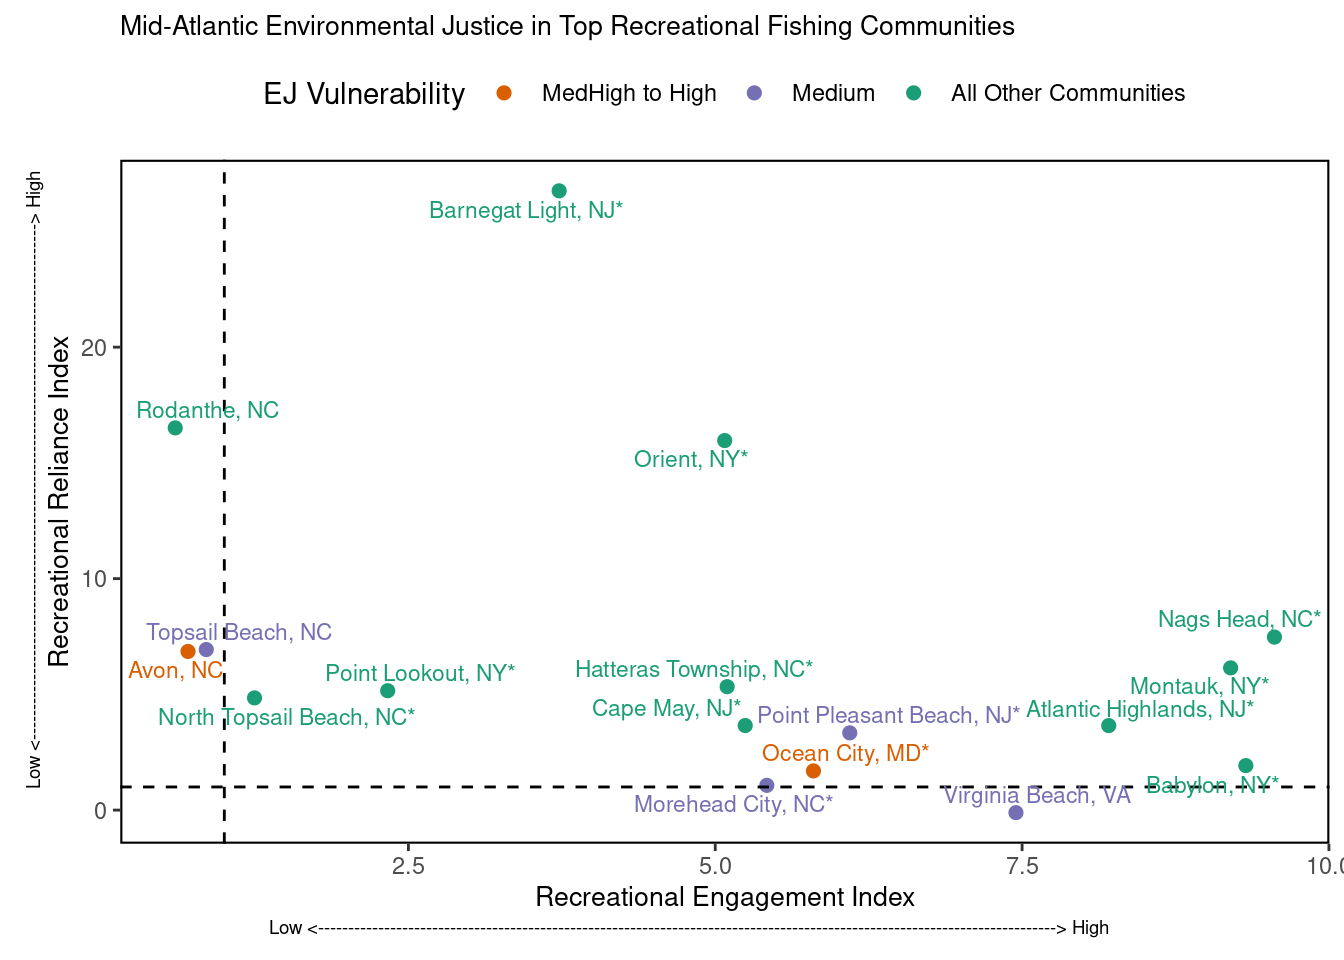 Mid-Atlantic Environmental Justice in Top Recreational Fishing Communities
EJ Vulnerability MedHigh to High Medium All Other Communities
Low <-----------------------------------------------------------------------------------------> High
Recreational Reliance Index
20
10
0
Barnegat Light, NJ*
Rodanthe, NC
Orient, NY*
Nags Head, NC*
Topsail Beach, NC
Avon, NC
Point Lookout, NY*
Hatteras Township, NC*
Montauk, NY*
Cape May, NJ*
Atlantic Highlands, NJ*
North Topsail Beach, NC*
Point Pleasant Beach, NJ*
Ocean City, MD*
Babylon, NY*
Virginia Beach, VA
Morehead City, NC*
2.5 5.0 7.5 10.0
Recreational Engagement Index
Low <-----------------------------------------------------------------------------------------------------------------------------> High